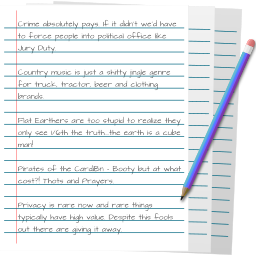 Crime absolutely pays. If it didn't we'd have
to force people into political office like
Jury Duty.
Country music is just a shitty jingle genre
for truck, tractor, beer and clothing
brands.
Flat Earthers are too stupid to realize they
only see 1/6th the truth...the earth is a cube
man!
Pirates of the CardiBn - Booty but at what
cost?! Thots and Prayers.
Privacy is rare now and rare things
typically have high value. Despite this fools
out there are giving it away.